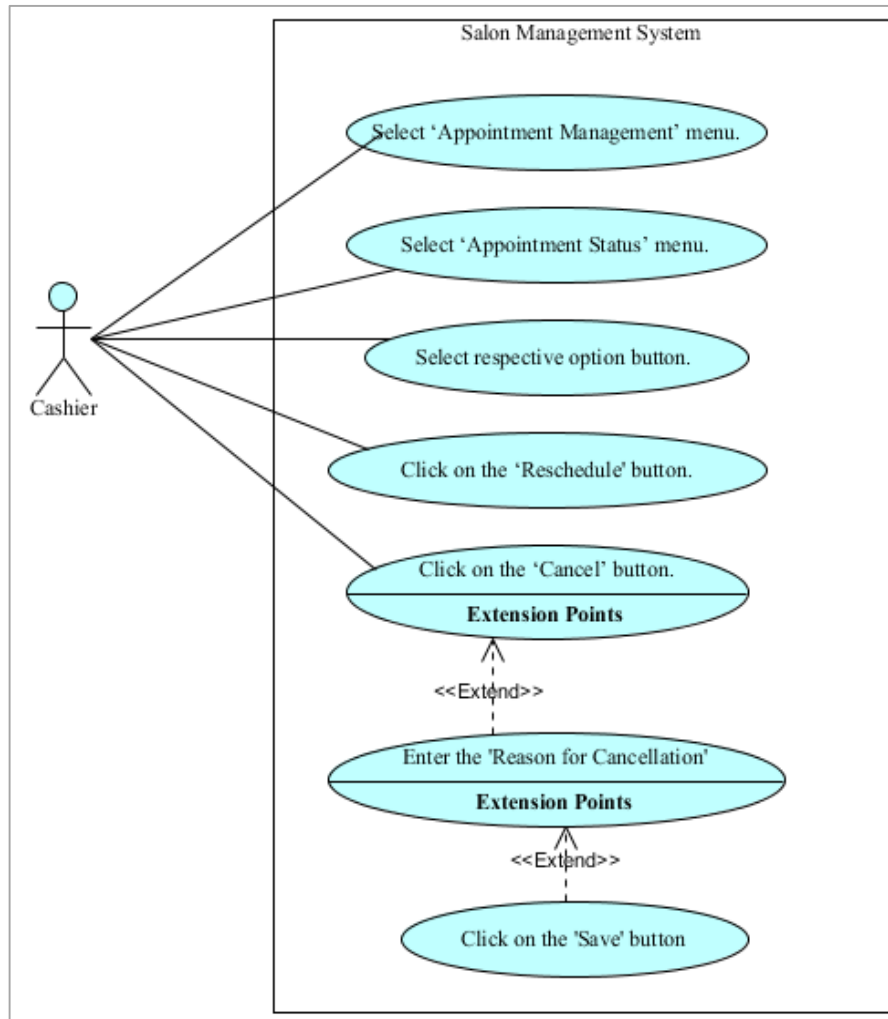 Salon Management System
Select ‘Appointment Management’ menu.
Select ‘Appointment Status’ menu.
Select respective option button.
Cashier
Click on the ‘Reschedule' button.
Click on the ‘Cancel’ button.
Extension Points
<<Extend>>
Enter the 'Reason for Cancellation'
Extension Points
<<Extend>>
Click on the 'Save' button